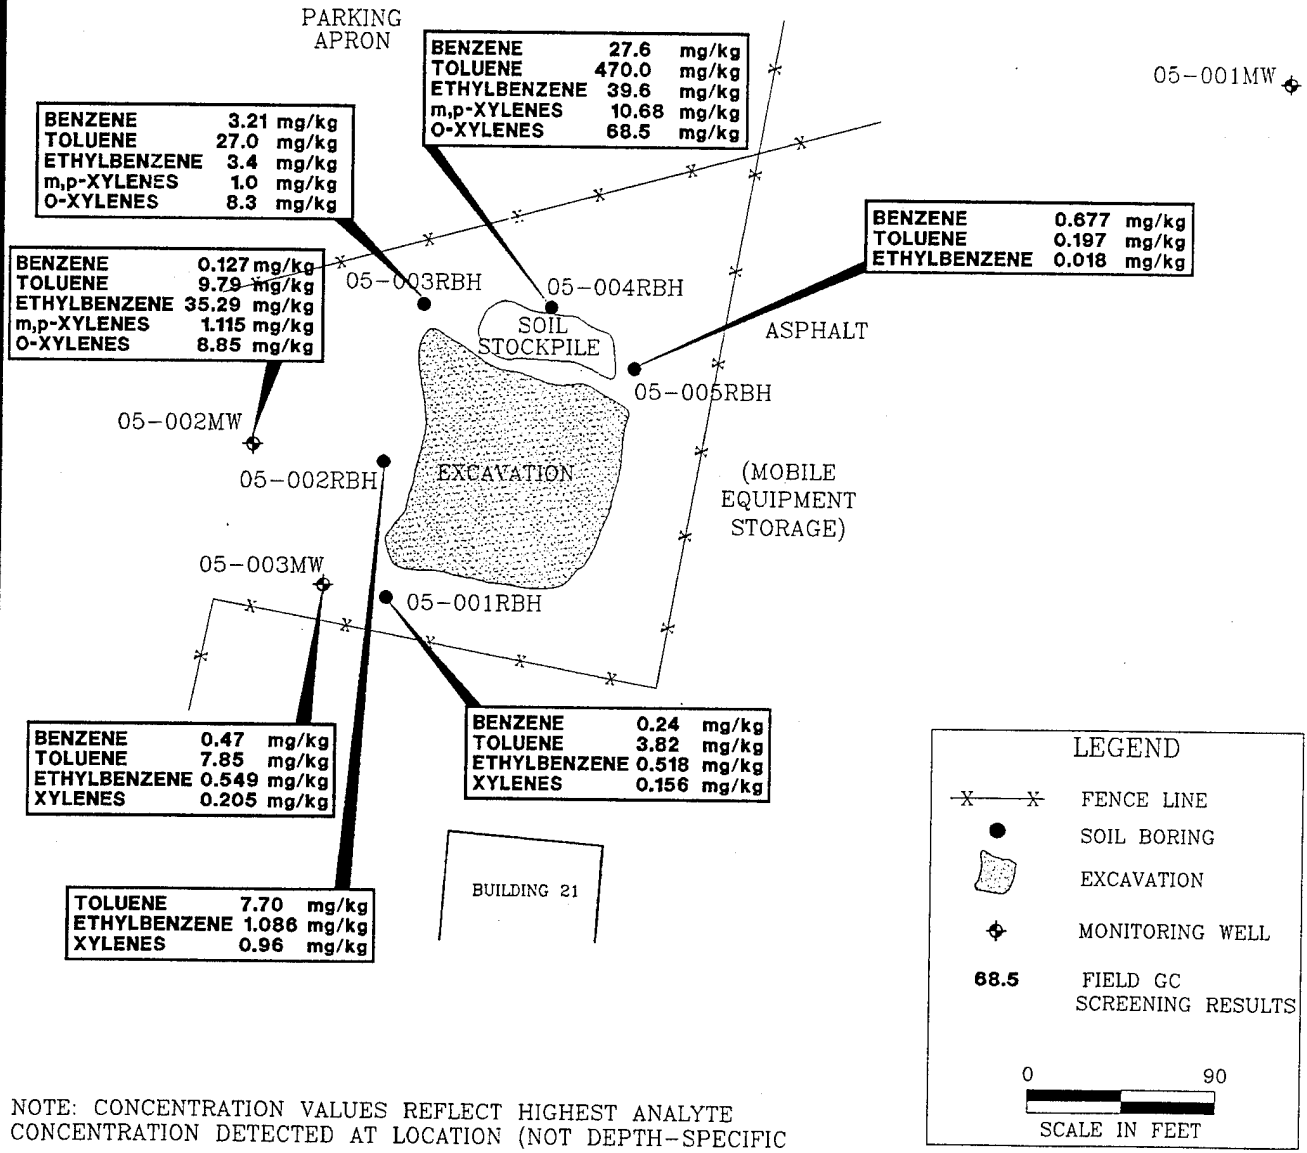 PARKING
APRON
BENZENE 27.6 mg/kg
TOLUENE 470.0 mg/kg
ETHYLBENZENE 39.6 mg/kg
m,p-XYLENES 10.68 mg/kg
O-XYLENES 68.5 mg/kg
05-001MW
BENZENE 3.21 mg/kg
TOLUENE 27.0 mg/kg
ETHYLBENZENE 3.4 mg/kg
m,p-XYLENES 1.0 mg/kg
O-XYLENES 8.3 mg/kg
BENZENE 0.677 mg/kg
TOLUENE 0.197 mg/kg
ETHYLBENZENE 0.018 mg/kg
BENZENE 0.127 mg/kg
TOLUENE 9.79 mg/kg
ETHYLBENZENE 35.29 mg/kg
m,p-XYLENES 1.115 mg/kg
O-XYLENES 8.85 mg/kg
05-003RBH
05-004RBH
SOIL
STOCKPILE
ASPHALT
05-005RBH
05-002MW
05-002RBH
EXCAVATION
(MOBILE
EQUIPMENT
STORAGE)
05-003MW
05-001RBH
BENZENE 0.47 mg/kg
TOLUENE 7.85 mg/kg
ETHYLBENZENE 0.549 mg/kg
XYLENES 0.205 mg/kg
BENZENE 0.24 mg/kg
TOLUENE 3.82 mg/kg
ETHYLBENZENE 0.518 mg/kg
XYLENES 0.156 mg/kg
TOLUENE 7.70 mg/kg
ETHYLBENZENE 1.086 mg/kg
XYLENES 0.96 mg/kg
BUILDING 21
LEGEND
X X FENCE LINE
SOIL BORING
EXCAVATION
MONITORING WELL
68.5 FIELD GC
SCREENING RESULTS
0 90
SCALE IN FEET
NOTE: CONCENTRATION VALUES REFLECT HIGHEST ANALYTE
CONCENTRATION DETECTED AT LOCATION (NOT DEPTH-SPECIFIC